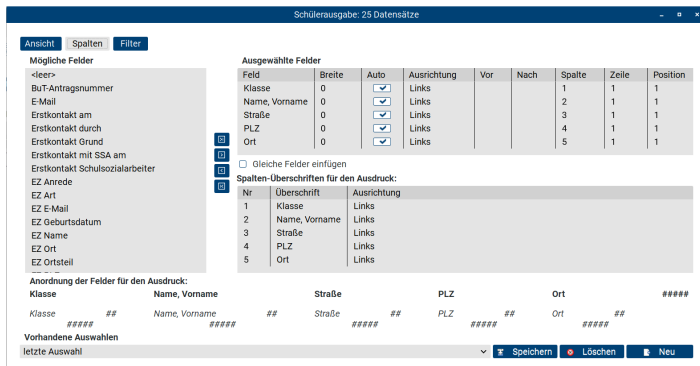 Schülerausgabe: 25 Datensätze
Ansicht Spalten Filter
Mögliche Felder
<leer>
BuT-Antragsnummer
E-Mail
Erstkontakt am
Erstkontakt durch
Erstkontakt Grund
Erstkontakt mit SSA am
Erstkontakt Schulsozialarbeiter
EZ Anrede
EZ Art
EZ E-Mail
EZ Geburtsdatum
EZ Name
EZ Ort
EZ Ortsteil
Ausgewählte Felder
Feld Breite Auto Ausrichtung Vor Nach Spalte Zeile Position
Klasse 0 Links 1 1 1
Name, Vorname 0 Links 2 1 1
Straße 0 Links 3 1 1
PLZ 0 Links 4 1 1
Ort 0 Links 5 1 1
Gleiche Felder einfügen
Spalten-Überschriften für den Ausdruck:
Nr Überschrift Ausrichtung
1 Klasse Links
2 Name, Vorname Links
3 Straße Links
4 PLZ Links
5 Ort Links
Anordnung der Felder für den Ausdruck:
Klasse Name, Vorname Straße PLZ Ort #####
Klasse ## Name, Vorname ## Straße ## PLZ ## Ort ##
##### ##### ##### ##### #####
Vorhandene Auswahlen
letzte Auswahl Speichern Löschen Neu